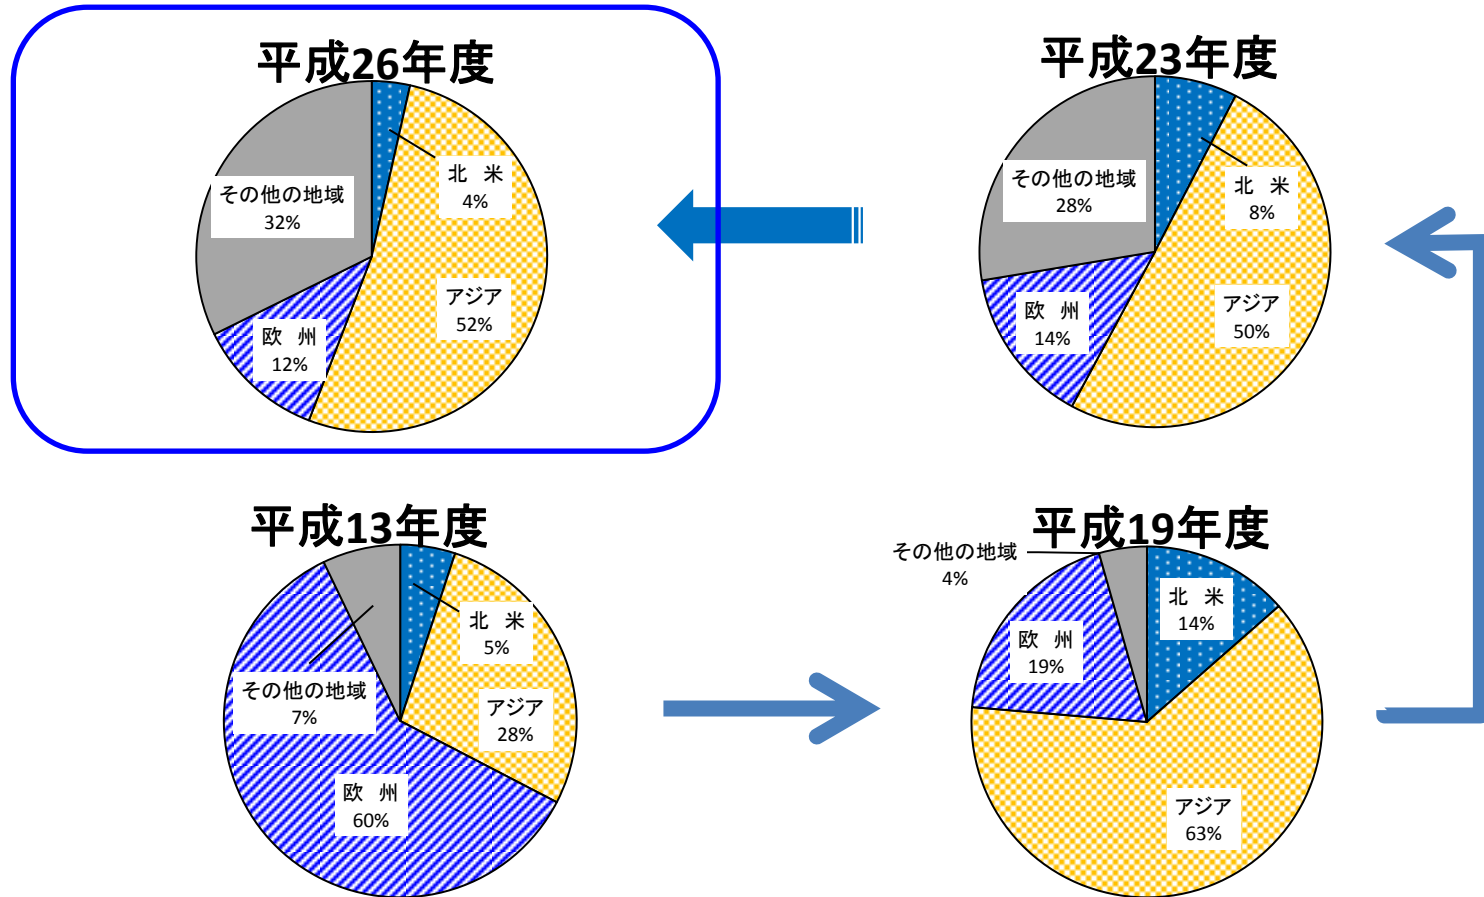 平成26年度
北　米
4%
アジア
52%
欧　州
12%
その他の地域
32%
平成23年度
北　米
8%
アジア
50%
欧　州
14%
その他の地域
28%
平成13年度
北　米
5%
アジア
28%
欧　州
60%
その他の地域
7%
平成19年度
北　米
14%
アジア
63%
欧　州
19%
その他の地域
4%